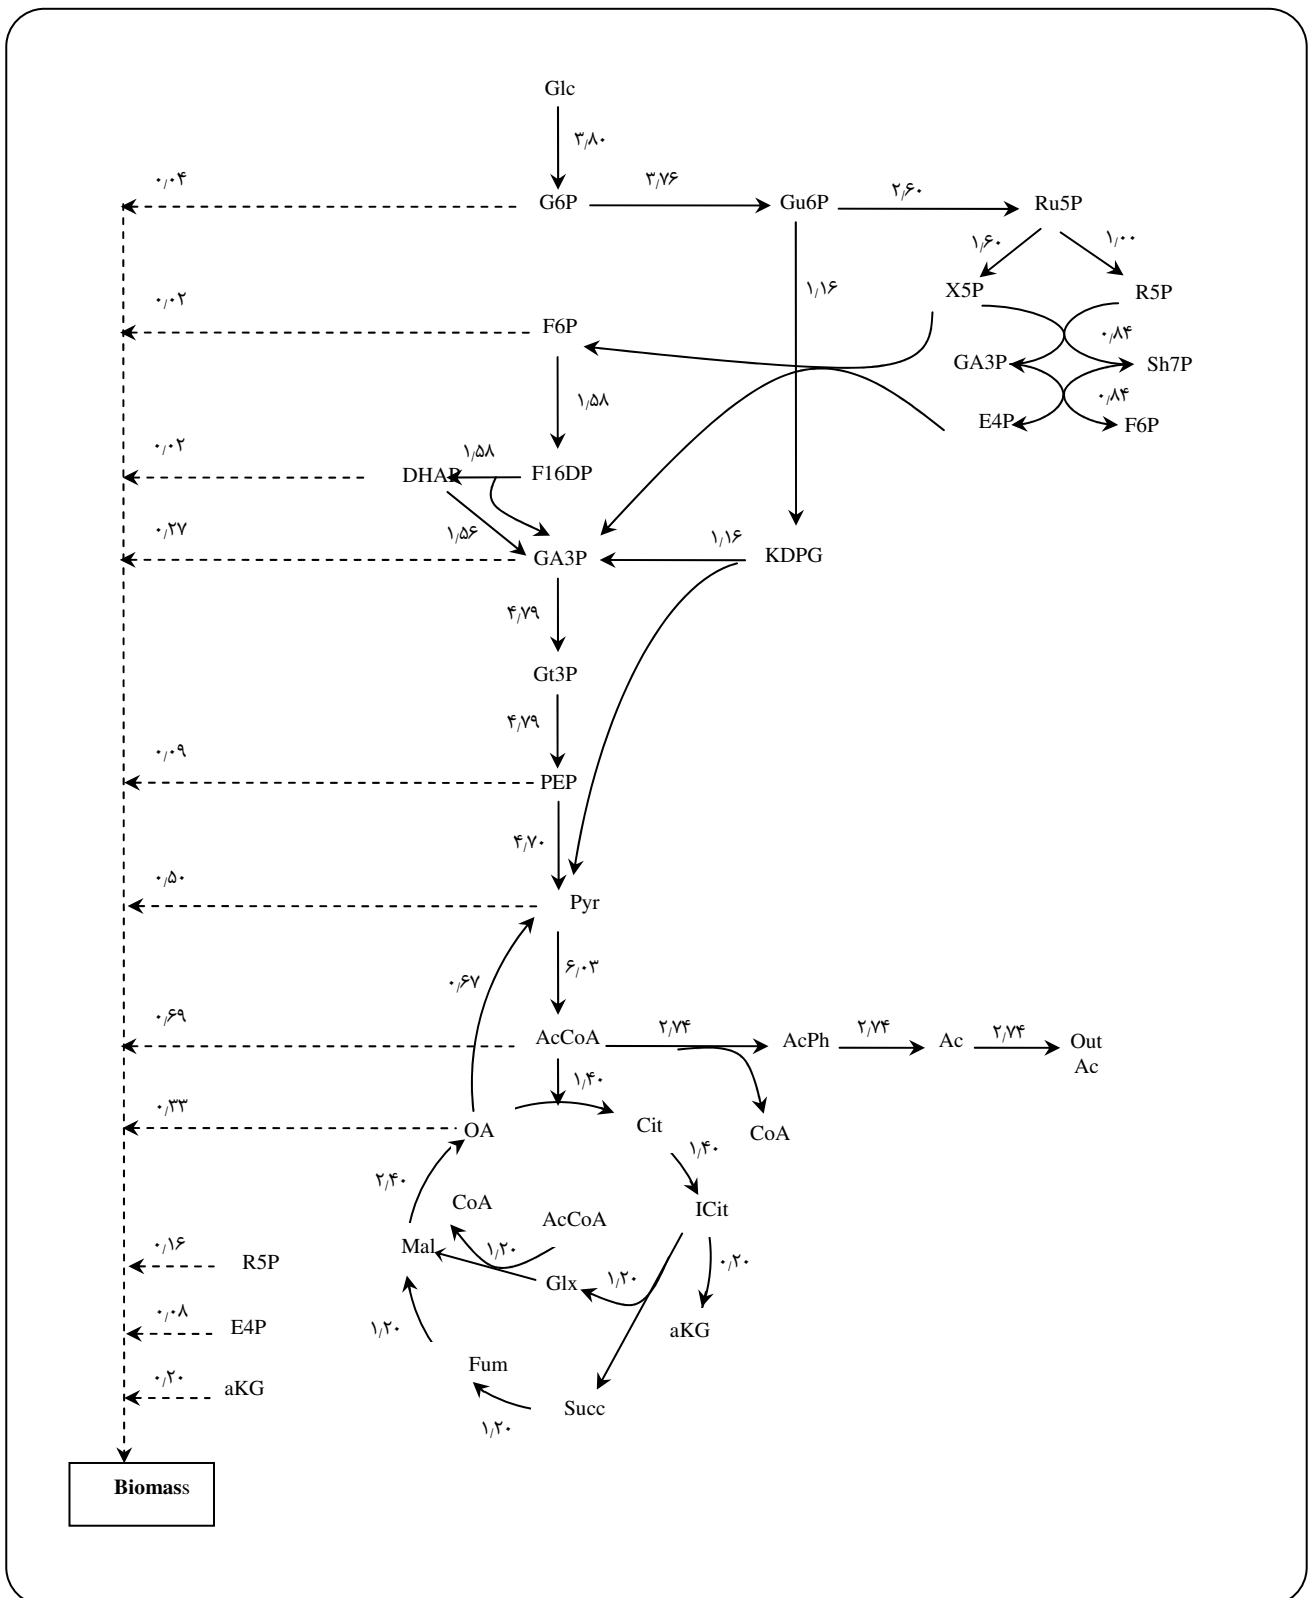 Glc
۳٫۸۰
۰٫۰۴
G6P
۳٫۷۶
Gu6P
۲٫۶۰
Ru5P
۱٫۶۰
۱٫۰۰
۰٫۰۲
F6P
۱٫۱۶
X5P
R5P
۰٫۸۴
GA3P
Sh7P
۰٫۸۴
E4P
F6P
۱٫۵۸
۰٫۰۲
DHAP
۱٫۵۸
F16DP
۰٫۲۷
۱٫۵۶
GA3P
۱٫۱۶
KDPG
۴٫۷۹
Gt3P
۴٫۷۹
۰٫۰۹
PEP
۴٫۷۰
۰٫۵۰
Pyr
۰٫۶۷
۶٫۰۳
۰٫۶۹
AcCoA
۲٫۷۴
AcPh
۲٫۷۴
Ac
۲٫۷۴
Out
Ac
۱٫۴۰
۰٫۳۳
OA
Cit
CoA
۱٫۴۰
۲٫۴۰
CoA
AcCoA
ICit
۰٫۱۶
R5P
Mal
۱٫۲۰
Glx
۱٫۲۰
۰٫۲۰
۰٫۰۸
E4P
۱٫۲۰
aKG
۰٫۲۰
aKG
Fum
۱٫۲۰
Succ
Biomass